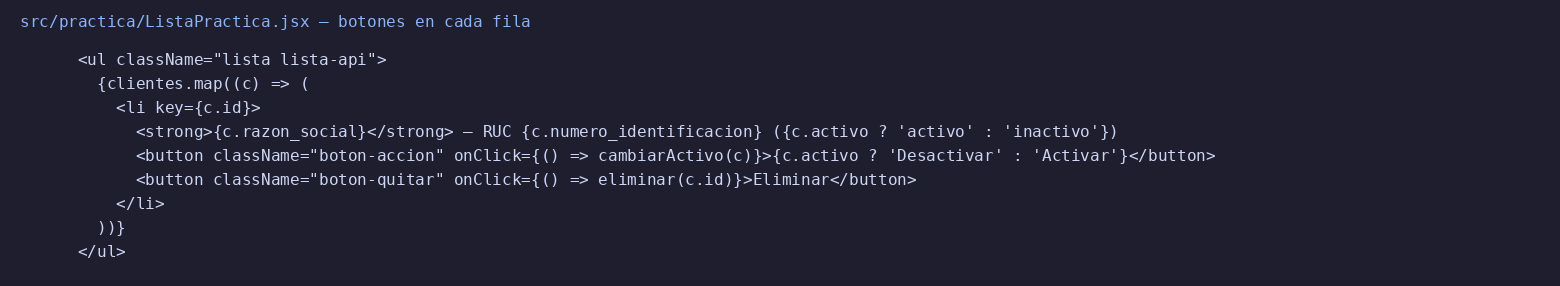 src/practica/ListaPractica.jsx — botones en cada fila
<ul className="lista lista-api">
{clientes.map((c) => (
<li key={c.id}>
<strong>{c.razon_social}</strong> — RUC {c.numero_identificacion} ({c.activo ? 'activo' : 'inactivo'})
<button className="boton-accion" onClick={() => cambiarActivo(c)}>{c.activo ? 'Desactivar' : 'Activar'}</button>
<button className="boton-quitar" onClick={() => eliminar(c.id)}>Eliminar</button>
</li>
))}
</ul>